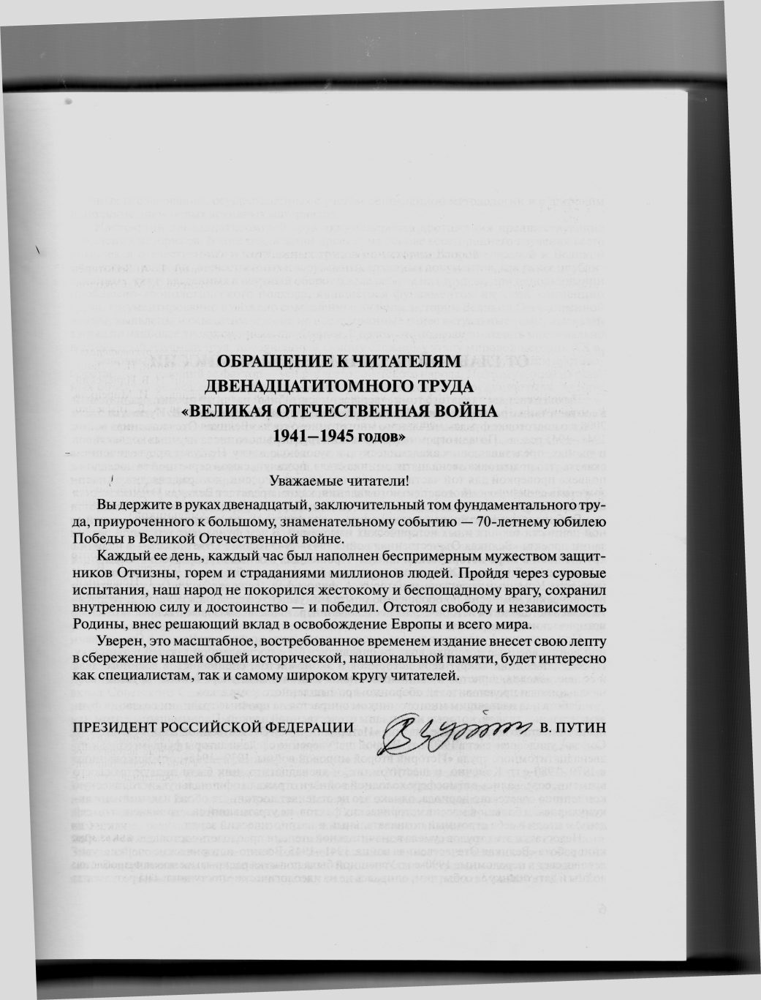 ОБРАЩЕНИЕ К ЧИТАТЕЛЯМ
ДВЕНАДЦАТИТОМНОГО ТРУДА
«ВЕЛИКАЯ ОТЕЧЕСТВЕННАЯ ВОЙНА
1941—1945 годов»
Уважаемые читатели!
Вы держите в руках двенадцатый, заключительный том фундаментального тру-
да, приуроченного к большому, знаменательному событию — 70-летнему юбилею
Победы в Великой Отечественной войне.
Каждый ее день, каждый час был наполнен беспримерным мужеством защит-
ников Отчизны, горем и страданиями миллионов людей. Пройдя через суровые
испытания, наш народ не покорился жестокому и беспощадному врагу, сохранил
внутреннюю силу и достоинство — и победил. Отстоял свободу и независимость
Родины, внес решающий вклад в освобождение Европы и всего мира.
Уверен, это масштабное, востребованное временем издание внесет свою лепту
в сбережение нашей общей исторической, национальной памяти, будет интересно
как специалистам, так и самому широкому кругу читателей.
ПРЕЗИДЕНТ РОССИЙСКОЙ ФЕДЕРАЦИИ В. ПУТИН